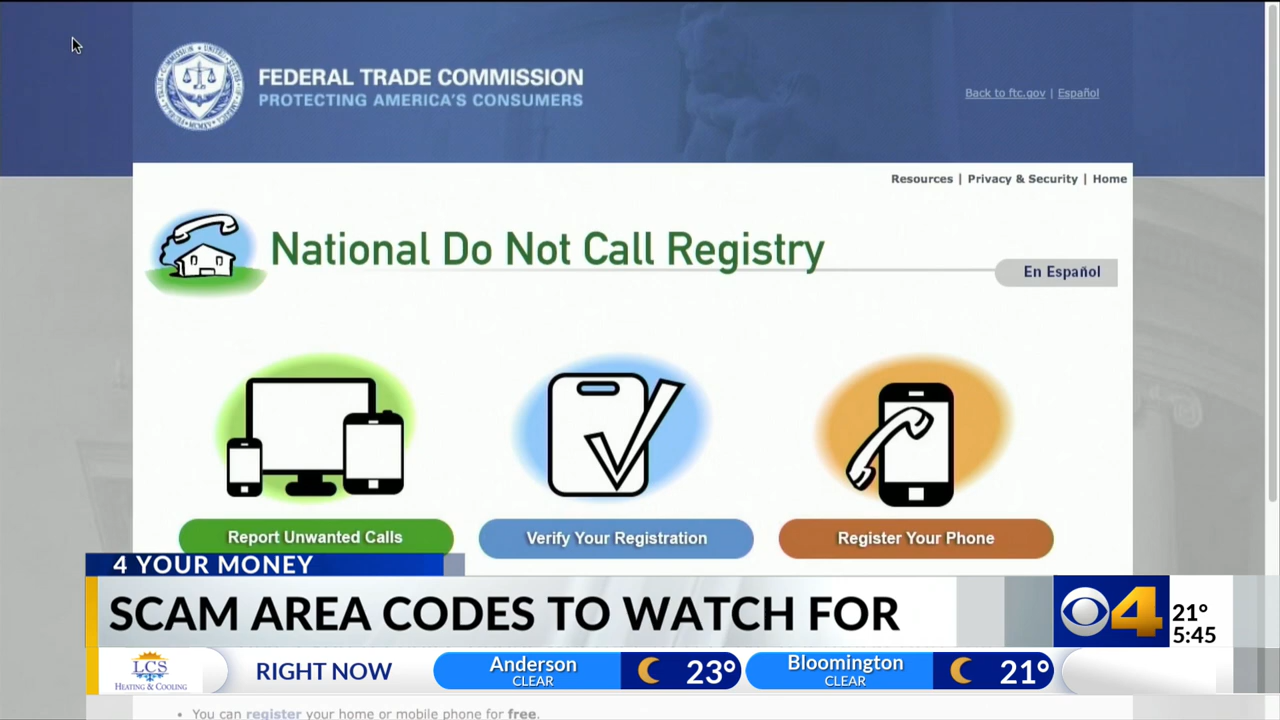 FEDERAL TRADE COMMISSION
PROTECTING AMERICA'S CONSUMERS
Back to ftc.gov | Español
Resources | Privacy & Security | Home
National Do Not Call Registry
En Español
Report Unwanted Calls
Verify Your Registration
Register Your Phone
4 YOUR MONEY
SCAM AREA CODES TO WATCH FOR
4
21°
5:45
LCS
HEATING & COOLING
RIGHT NOW
Anderson
CLEAR
23°
Bloomington
CLEAR
21°
• You can register your home or mobile phone for free.